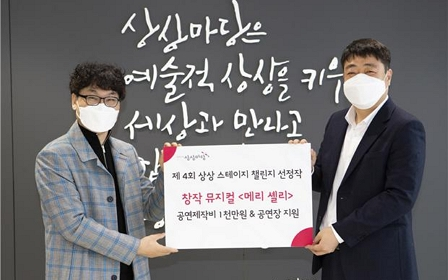 상상마당은
예술적 상상을 키우
세상과 만나고
상상마당
제 4회 상상 스테이지 챌린지 선정작
창작 뮤지컬 <메리 셸리>
공연제작비 1천만원 & 공연장 지원